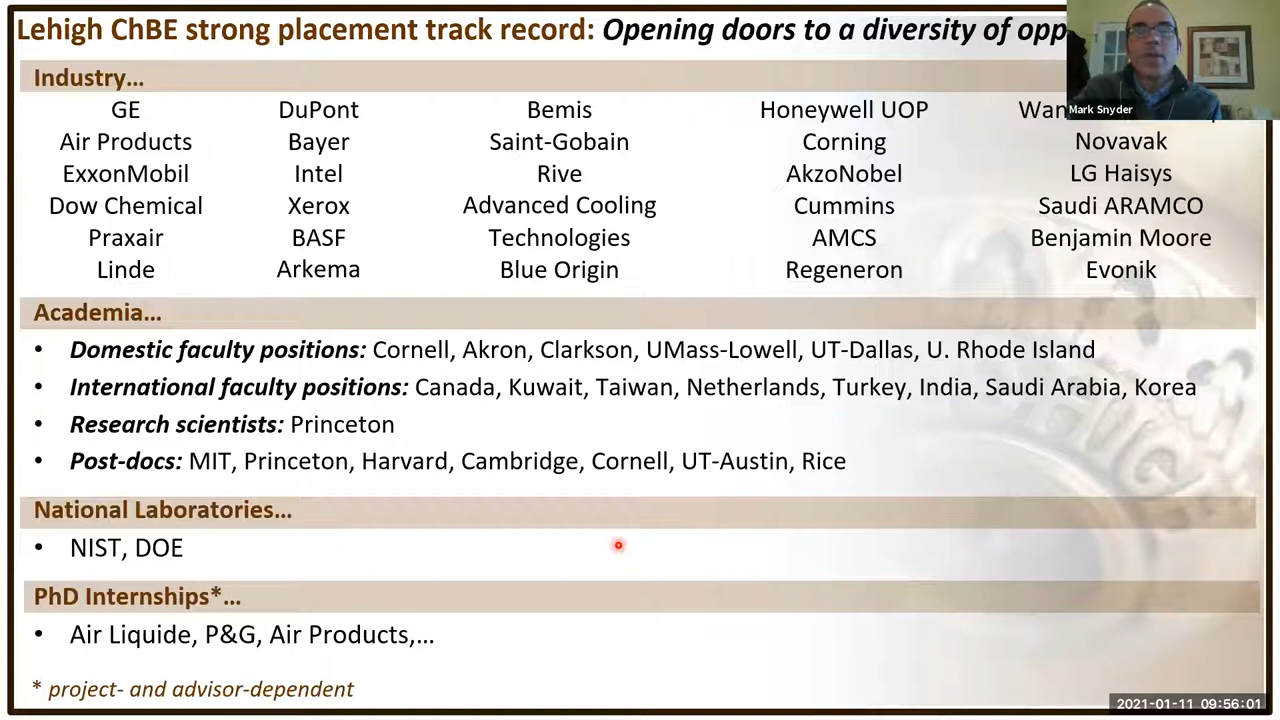 Lehigh ChBE strong placement track record: Opening doors to a diversity of
Mark Snyder
Industry…
GE DuPont Bemis Honeywell UOP
Air Products Bayer Saint-Gobain Corning Novavak
ExxonMobil Intel Rive AkzoNobel LG Haisys
Dow Chemical Xerox Advanced Cooling Cummins Saudi ARAMCO
Praxair BASF Technologies AMCS Benjamin Moore
Linde Arkema Blue Origin Regeneron Evonik
Academia…
• Domestic faculty positions: Cornell, Akron, Clarkson, UMass-Lowell, UT-Dallas, U. Rhode Island
• International faculty positions: Canada, Kuwait, Taiwan, Netherlands, Turkey, India, Saudi Arabia, Korea
• Research scientists: Princeton
• Post-docs: MIT, Princeton, Harvard, Cambridge, Cornell, UT-Austin, Rice
National Laboratories…
• NIST, DOE
PhD Internships*…
• Air Liquide, P&G, Air Products,…
* project- and advisor-dependent
2021-01-11 09:56:01